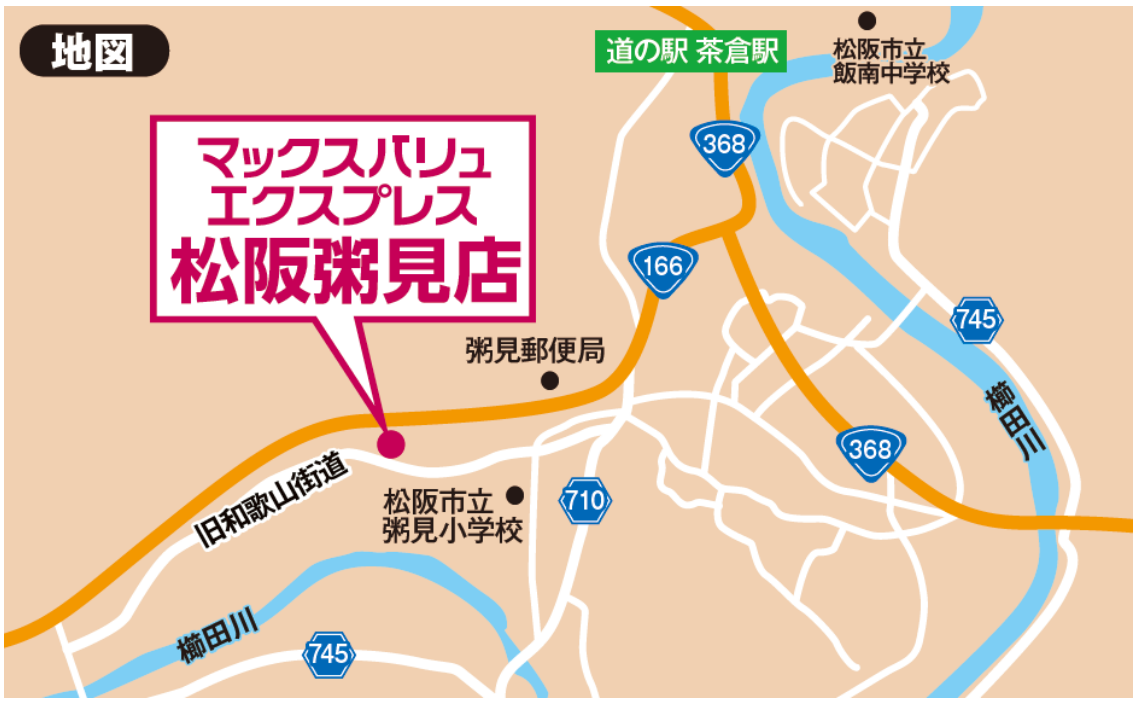 地図
道の駅 茶倉駅
松阪市立
飯南中学校
368
マックスバリュ
エクスプレス
松阪粥見店
166
745
粥見郵便局
櫛田川
368
旧和歌山街道
松阪市立
粥見小学校
710
櫛田川
745